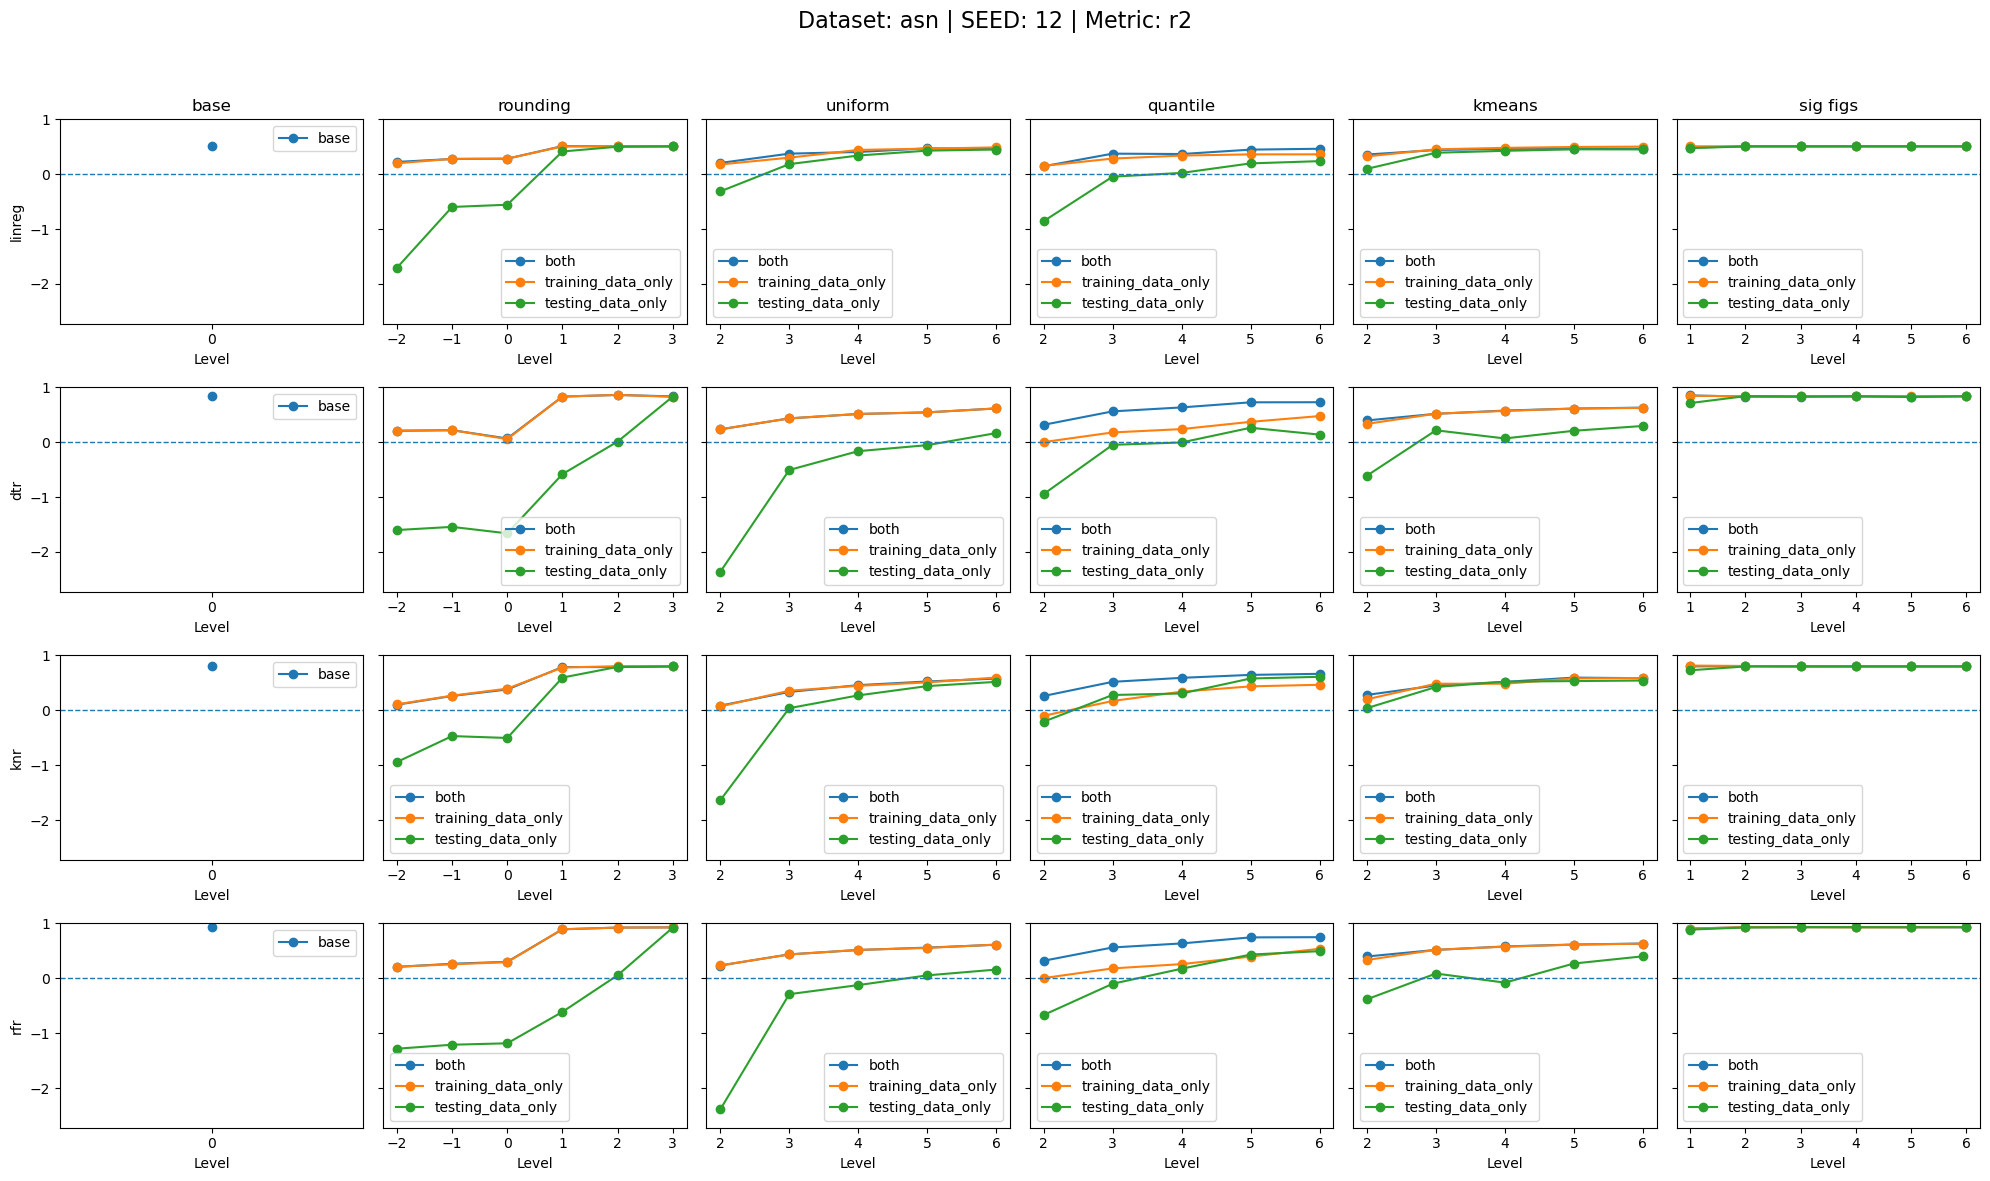 Dataset: asn | SEED: 12 | Metric: r2
base rounding uniform quantile kmeans sig figs
1
0
−1
−2
linreg
base
both
training_data_only
testing_data_only
both
training_data_only
testing_data_only
both
training_data_only
testing_data_only
both
training_data_only
testing_data_only
both
training_data_only
testing_data_only
0 −2 −1 0 1 2 3 2 3 4 5 6 2 3 4 5 6 2 3 4 5 6 1 2 3 4 5 6
Level Level Level Level Level Level
1
0
−1
−2
dtr
base
both
training_data_only
testing_data_only
both
training_data_only
testing_data_only
both
training_data_only
testing_data_only
both
training_data_only
testing_data_only
both
training_data_only
testing_data_only
0 −2 −1 0 1 2 3 2 3 4 5 6 2 3 4 5 6 2 3 4 5 6 1 2 3 4 5 6
Level Level Level Level Level Level
1
0
−1
−2
knr
base
both
training_data_only
testing_data_only
both
training_data_only
testing_data_only
both
training_data_only
testing_data_only
both
training_data_only
testing_data_only
both
training_data_only
testing_data_only
0 −2 −1 0 1 2 3 2 3 4 5 6 2 3 4 5 6 2 3 4 5 6 1 2 3 4 5 6
Level Level Level Level Level Level
1
0
−1
−2
rfr
base
both
training_data_only
testing_data_only
both
training_data_only
testing_data_only
both
training_data_only
testing_data_only
both
training_data_only
testing_data_only
both
training_data_only
testing_data_only
0 −2 −1 0 1 2 3 2 3 4 5 6 2 3 4 5 6 2 3 4 5 6 1 2 3 4 5 6
Level Level Level Level Level Level